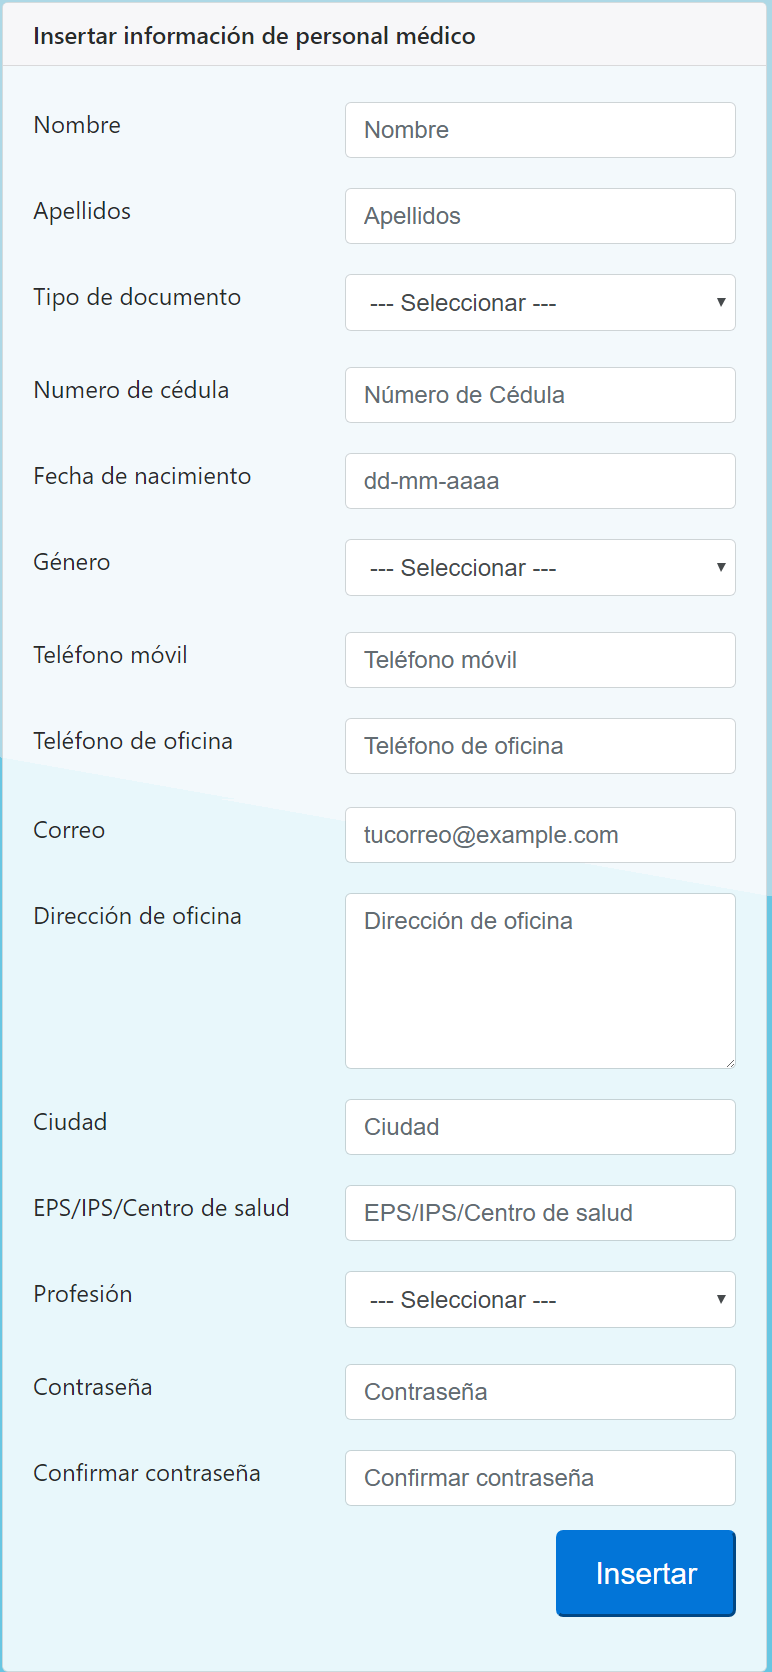 Insertar información de personal médico
Nombre
Nombre
Apellidos
Apellidos
Tipo de documento
--- Seleccionar ---
Numero de cédula
Número de Cédula
Fecha de nacimiento
dd-mm-aaaa
Género
--- Seleccionar ---
Teléfono móvil
Teléfono móvil
Teléfono de oficina
Teléfono de oficina
Correo
tucorreo@example.com
Dirección de oficina
Dirección de oficina
Ciudad
Ciudad
EPS/IPS/Centro de salud
EPS/IPS/Centro de salud
Profesión
--- Seleccionar ---
Contraseña
Contraseña
Confirmar contraseña
Confirmar contraseña
Insertar